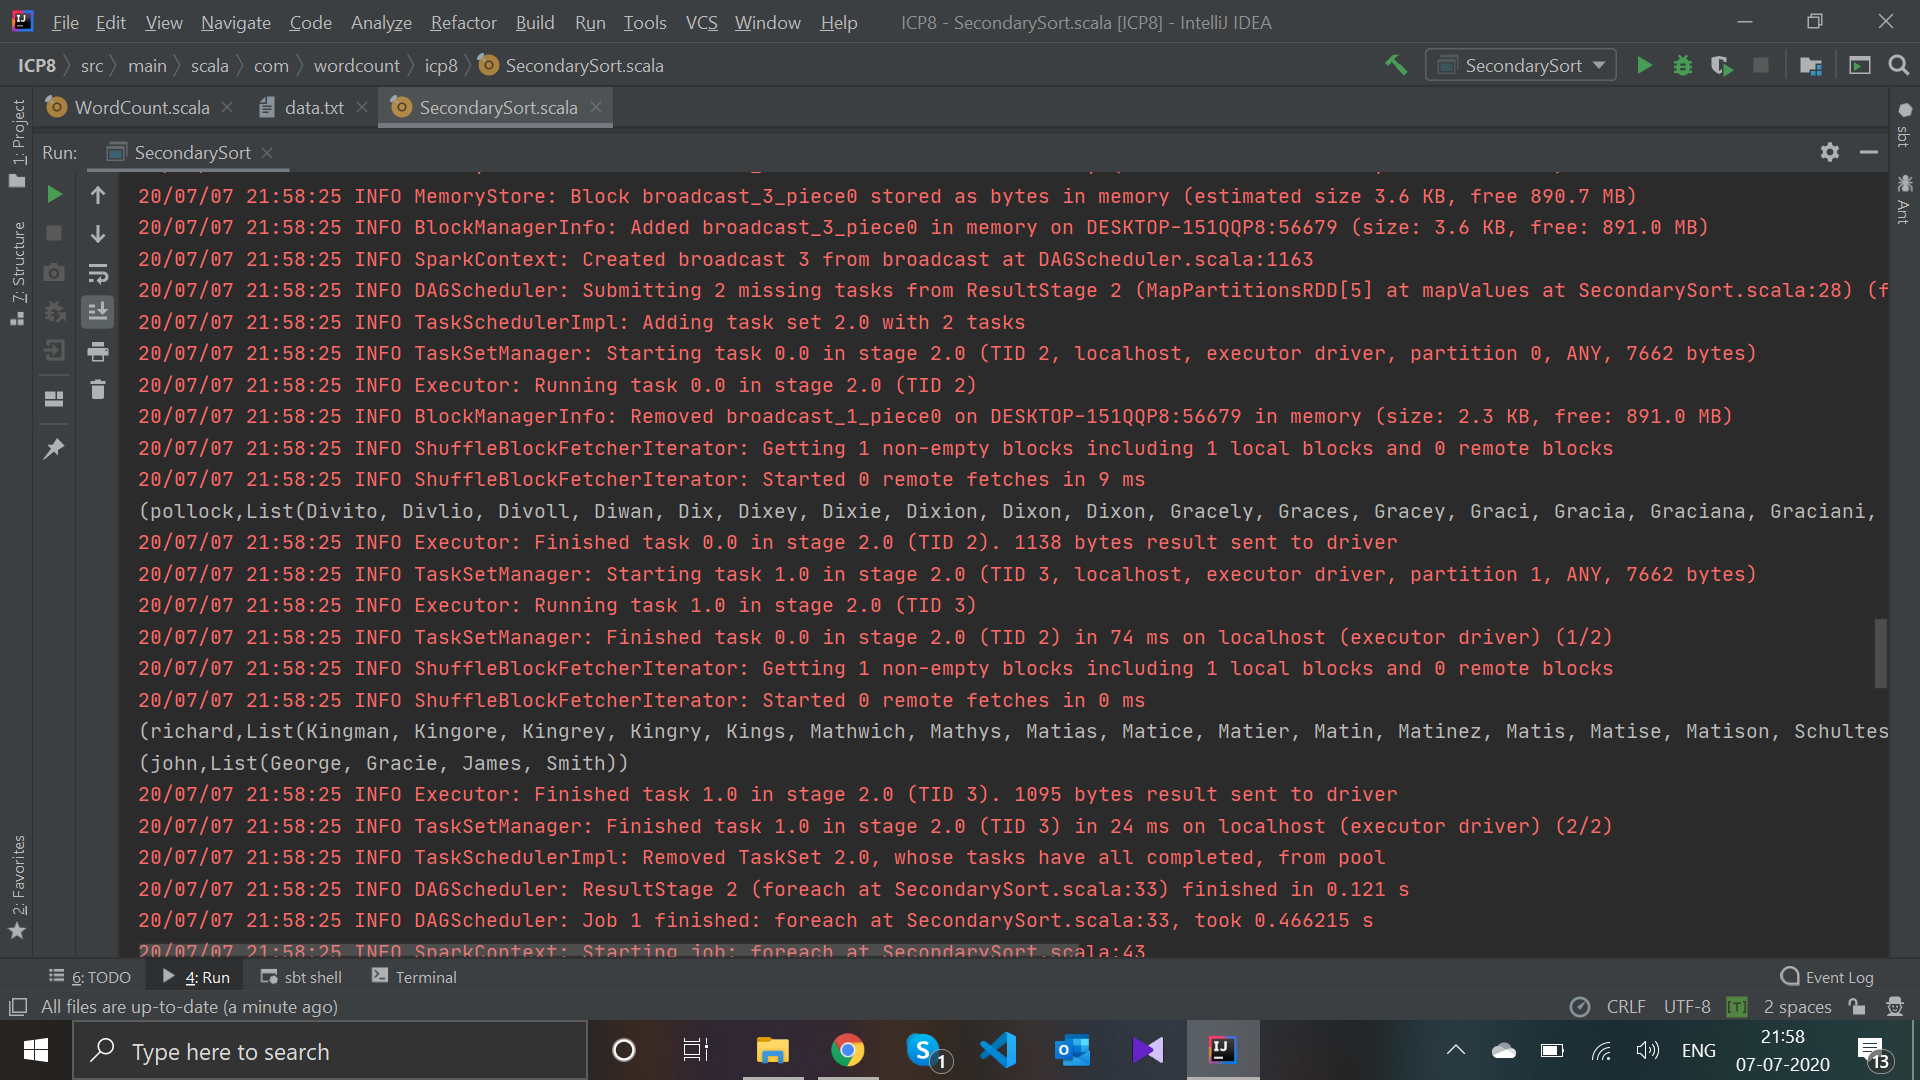 File Edit View Navigate Code Analyze Refactor Build Run Tools VCS Window Help ICP8 - SecondarySort.scala [ICP8] - IntelliJ IDEA
ICP8 src main scala com wordcount icp8 SecondarySort.scala SecondarySort
WordCount.scala data.txt SecondarySort.scala
Run: SecondarySort
1: Project
7: Structure
2: Favorites
sbt
Ant
20/07/07 21:58:25 INFO MemoryStore: Block broadcast_3_piece0 stored as bytes in memory (estimated size 3.6 KB, free 890.7 MB)
20/07/07 21:58:25 INFO BlockManagerInfo: Added broadcast_3_piece0 in memory on DESKTOP-151QQP8:56679 (size: 3.6 KB, free: 891.0 MB)
20/07/07 21:58:25 INFO SparkContext: Created broadcast 3 from broadcast at DAGScheduler.scala:1163
20/07/07 21:58:25 INFO DAGScheduler: Submitting 2 missing tasks from ResultStage 2 (MapPartitionsRDD[5] at mapValues at SecondarySort.scala:28) (f
20/07/07 21:58:25 INFO TaskSchedulerImpl: Adding task set 2.0 with 2 tasks
20/07/07 21:58:25 INFO TaskSetManager: Starting task 0.0 in stage 2.0 (TID 2, localhost, executor driver, partition 0, ANY, 7662 bytes)
20/07/07 21:58:25 INFO Executor: Running task 0.0 in stage 2.0 (TID 2)
20/07/07 21:58:25 INFO BlockManagerInfo: Removed broadcast_1_piece0 on DESKTOP-151QQP8:56679 in memory (size: 2.3 KB, free: 891.0 MB)
20/07/07 21:58:25 INFO ShuffleBlockFetcherIterator: Getting 1 non-empty blocks including 1 local blocks and 0 remote blocks
20/07/07 21:58:25 INFO ShuffleBlockFetcherIterator: Started 0 remote fetches in 9 ms
(pollock,List(Divito, Divlio, Divoll, Diwan, Dix, Dixey, Dixie, Dixion, Dixon, Dixon, Gracely, Graces, Gracey, Graci, Gracia, Graciana, Graciani,
20/07/07 21:58:25 INFO Executor: Finished task 0.0 in stage 2.0 (TID 2). 1138 bytes result sent to driver
20/07/07 21:58:25 INFO TaskSetManager: Starting task 1.0 in stage 2.0 (TID 3, localhost, executor driver, partition 1, ANY, 7662 bytes)
20/07/07 21:58:25 INFO Executor: Running task 1.0 in stage 2.0 (TID 3)
20/07/07 21:58:25 INFO TaskSetManager: Finished task 0.0 in stage 2.0 (TID 2) in 74 ms on localhost (executor driver) (1/2)
20/07/07 21:58:25 INFO ShuffleBlockFetcherIterator: Getting 1 non-empty blocks including 1 local blocks and 0 remote blocks
20/07/07 21:58:25 INFO ShuffleBlockFetcherIterator: Started 0 remote fetches in 0 ms
(richard,List(Kingman, Kingore, Kingrey, Kingry, Kings, Mathwich, Mathys, Matias, Matice, Matier, Matin, Matinez, Matis, Matise, Matison, Schultes
(john,List(George, Gracie, James, Smith))
20/07/07 21:58:25 INFO Executor: Finished task 1.0 in stage 2.0 (TID 3). 1095 bytes result sent to driver
20/07/07 21:58:25 INFO TaskSetManager: Finished task 1.0 in stage 2.0 (TID 3) in 24 ms on localhost (executor driver) (2/2)
20/07/07 21:58:25 INFO TaskSchedulerImpl: Removed TaskSet 2.0, whose tasks have all completed, from pool
20/07/07 21:58:25 INFO DAGScheduler: ResultStage 2 (foreach at SecondarySort.scala:33) finished in 0.121 s
20/07/07 21:58:25 INFO DAGScheduler: Job 1 finished: foreach at SecondarySort.scala:33, took 0.466215 s
20/07/07 21:58:25 INFO SparkContext: Starting job: foreach at SecondarySort.scala:43
6: TODO 4: Run sbt shell Terminal Event Log
All files are up-to-date (a minute ago) CRLF UTF-8 [T] 2 spaces
Type here to search 1 ENG 21:58
07-07-2020 13